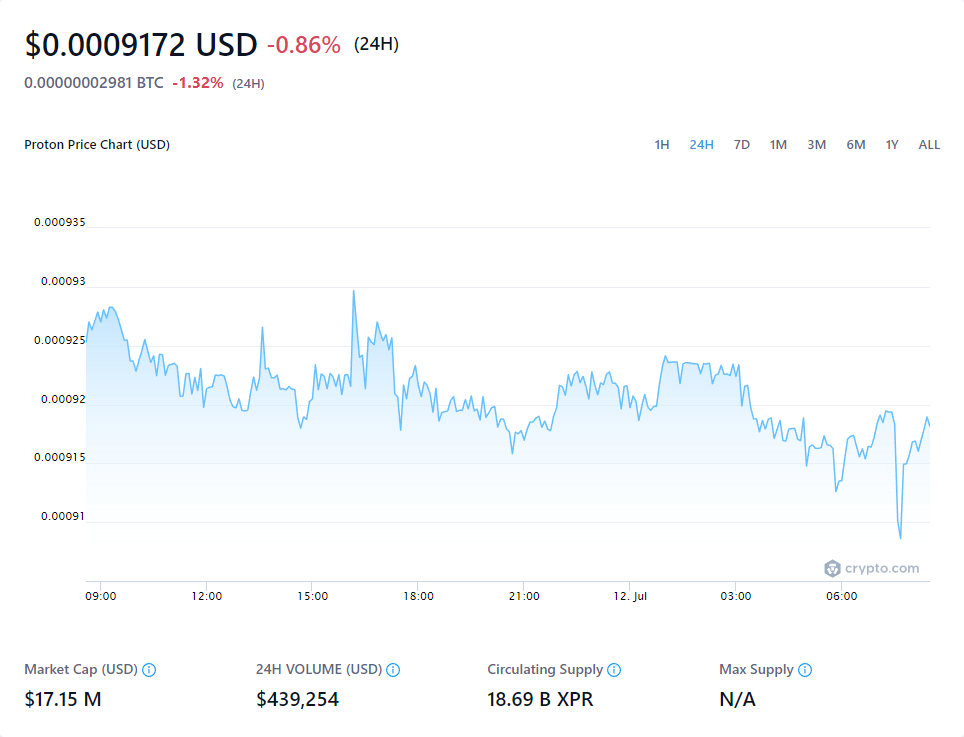 $0.0009172 USD -0.86% (24H)
0.00000002981 BTC -1.32% (24H)
Proton Price Chart (USD) 1H 24H 7D 1M 3M 6M 1Y ALL
0.000935
0.00093
0.000925
0.00092
0.000915
0.00091
crypto.com
09:00 12:00 15:00 18:00 21:00 12. Jul 03:00 06:00
Market Cap (USD) 24H VOLUME (USD) Circulating Supply Max Supply
$17.15 M $439,254 18.69 B XPR N/A